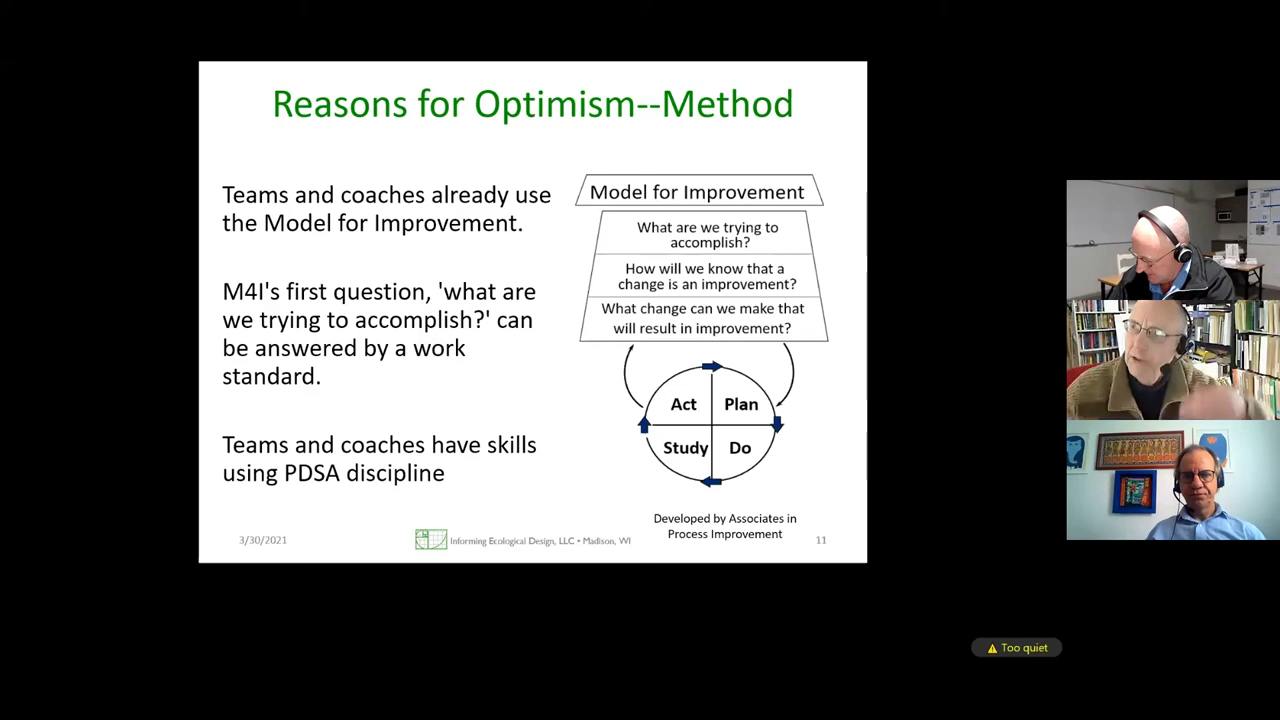 Reasons for Optimism--Method
Teams and coaches already use
the Model for Improvement.
M4I's first question, 'what are
we trying to accomplish?' can
be answered by a work
standard.
Teams and coaches have skills
using PDSA discipline
Model for Improvement
What are we trying to
accomplish?
How will we know that a
change is an improvement?
What change can we make that
will result in improvement?
Act
Plan
Study
Do
Developed by Associates in
Process Improvement
3/30/2021
Informing Ecological Design, LLC • Madison, WI
11
Too quiet